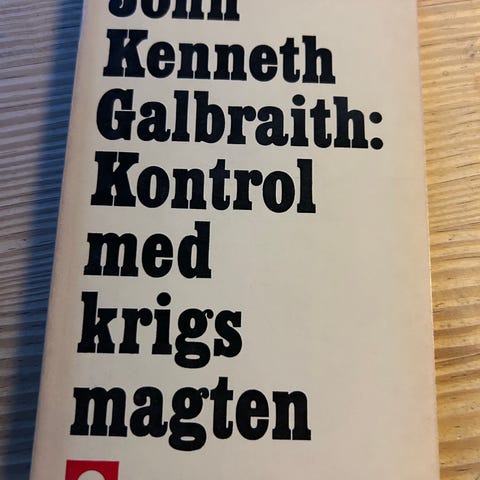 John
Kenneth
Galbraith:
Kontrol
med
krigs
magten